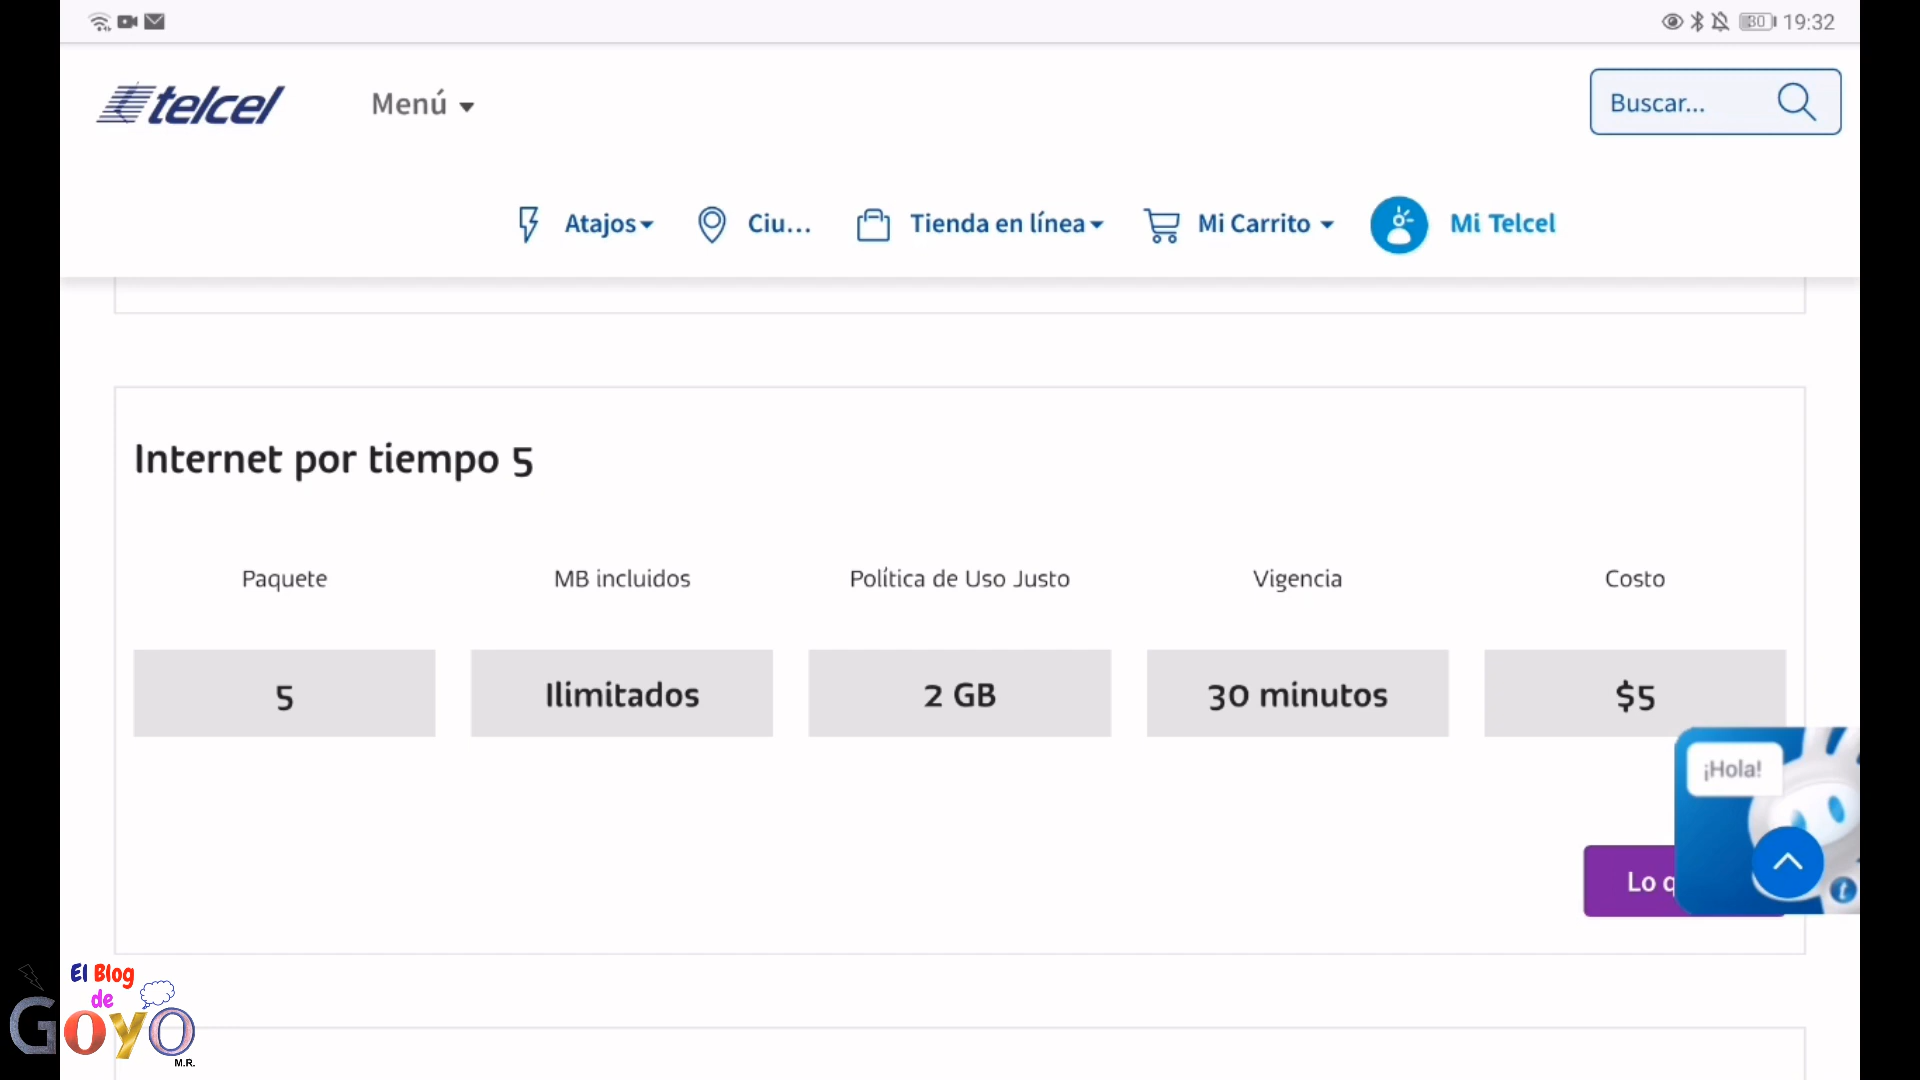 80 19:32
telcel Menú Buscar...
Atajos Ciu... Tienda en línea Mi Carrito Mi Telcel
Internet por tiempo 5
Paquete MB incluidos Política de Uso Justo Vigencia Costo
5 Ilimitados 2 GB 30 minutos $5
¡Hola!
Lo q
t
El Blog
de
GOYO
M.R.